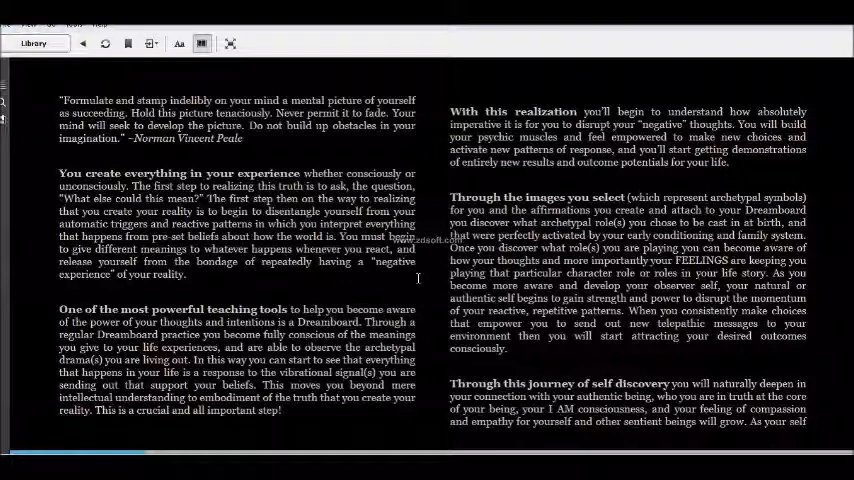 Library
Aa
"Formulate and stamp indelibly on your mind a mental picture of yourself
as succeeding. Hold this picture tenaciously. Never permit it to fade. Your
mind will seek to develop the picture. Do not build up obstacles in your
imagination." ~Norman Vincent Peale
You create everything in your experience whether consciously or
unconsciously. The first step to realizing this truth is to ask, the question,
"What else could this mean?" The first step then on the way to realizing
that you create your reality is to begin to disentangle yourself from your
automatic triggers and reactive patterns in which you interpret everything
that happens from pre-set beliefs about how the world is. You must begin
to give different meanings to whatever happens whenever you react, and
release yourself from the bondage of repeatedly having a "negative
experience" of your reality.
One of the most powerful teaching tools to help you become aware
of the power of your thoughts and intentions is a Dreamboard. Through a
regular Dreamboard practice you become fully conscious of the meanings
you give to your life experiences, and are able to observe the archetypal
drama(s) you are living out. In this way you can start to see that everything
that happens in your life is a response to the vibrational signal(s) you are
sending out that support your beliefs. This moves you beyond mere
intellectual understanding to embodiment of the truth that you create your
reality. This is a crucial and all important step!
With this realization you'll begin to understand how absolutely
imperative it is for you to disrupt your "negative" thoughts. You will build
your psychic muscles and feel empowered to make new choices and
activate new patterns of response, and you'll start getting demonstrations
of entirely new results and outcome potentials for your life.
Through the images you select (which represent archetypal symbols)
for you and the affirmations you create and attach to your Dreamboard
you discover what archetypal role(s) you chose to be cast in at birth, and
that were perfectly activated by your early conditioning and family system.
Once you discover what role(s) you are playing you can become aware of
how your thoughts and more importantly your FEELINGS are keeping you
playing that particular character role or roles in your life story. As you
become more aware and develop your observer self, your natural or
authentic self begins to gain strength and power to disrupt the momentum
of your reactive, repetitive patterns. When you consistently make choices
that empower you to send out new telepathic messages to your
environment then you will start attracting your desired outcomes
consciously.
Through this journey of self discovery you will naturally deepen in
your connection with your authentic being, who you are in truth at the core
of your being, your I AM consciousness, and your feeling of compassion
and empathy for yourself and other sentient beings will grow. As your self
www.zdsoft.com